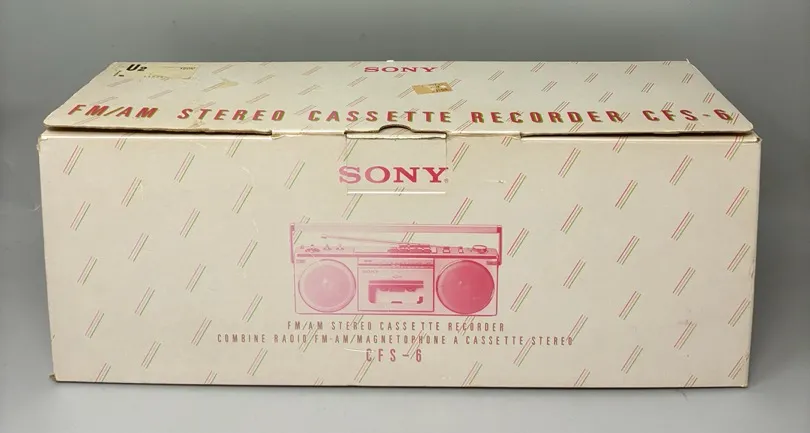 U2
SONY
FM/AM STEREO CASSETTE RECORDER CFS-6
SONY
SONY
FM/AM STEREO CASSETTE RECORDER
COMBINE RADIO FM-AM/MAGNETOPHONE A CASSETTE STEREO
CFS-6